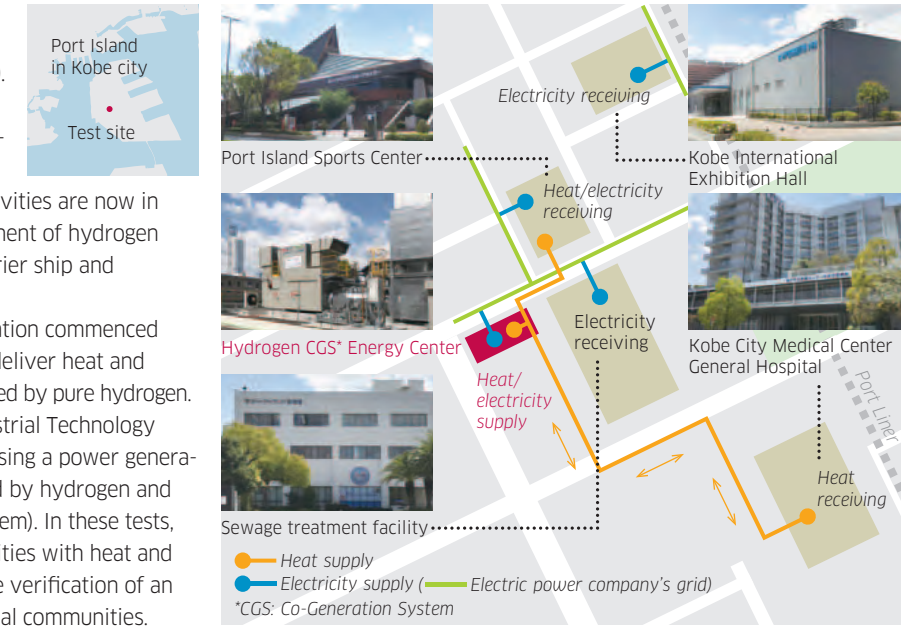 Port Island
in Kobe city
Test site
.
-
ivities are now in
ment of hydrogen
rier ship and
ation commenced
deliver heat and
ed by pure hydrogen.
strial Technology
sing a power genera-
d by hydrogen and
tem). In these tests,
ities with heat and
e verification of an
al communities.
Port Island Sports Center
Electricity receiving
Kobe International
Exhibition Hall
Heat/electricity
receiving
Hydrogen CGS* Energy Center
Heat/
electricity
supply
Electricity
receiving
Kobe City Medical Center
General Hospital
Port Liner
Heat
receiving
Sewage treatment facility
Heat supply
Electricity supply ( Electric power company's grid)
*CGS: Co-Generation System